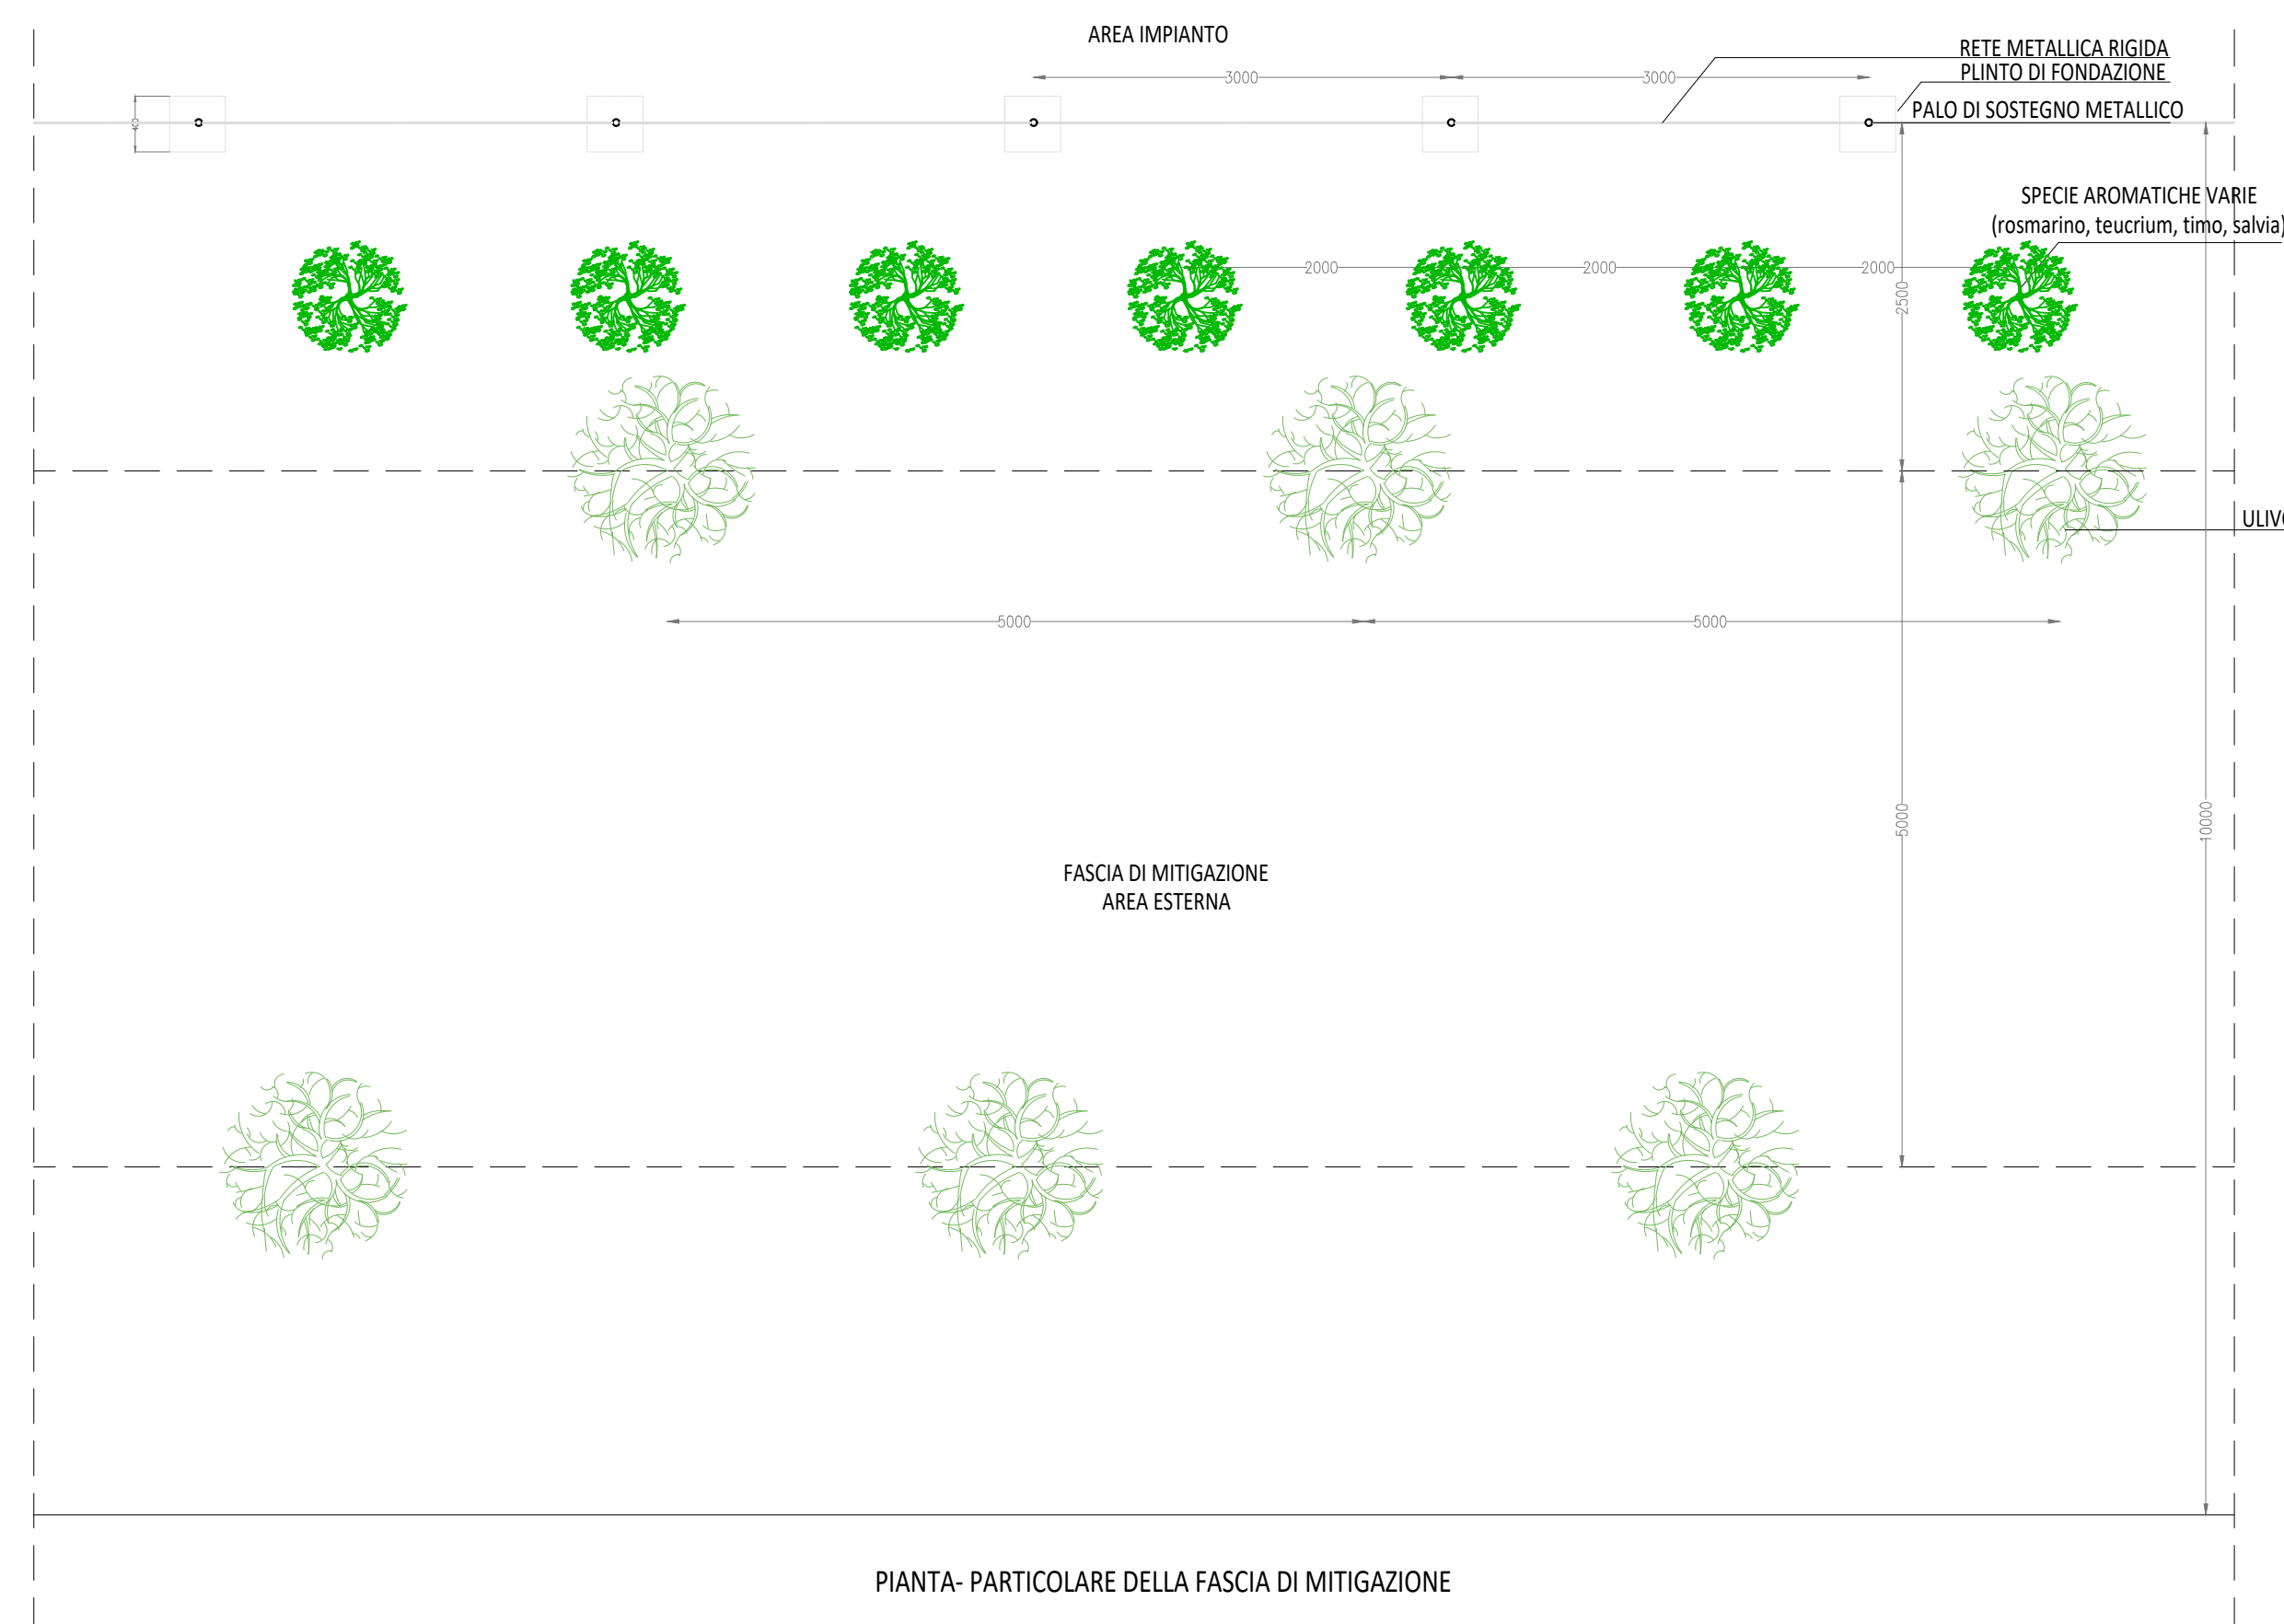 AREA IMPIANTO
RETE METALLICA RIGIDA
3000
3000
PLINTO DI FONDAZIONE
PALO DI SOSTEGNO METALLICO
SPECIE AROMATICHE VARIE
(rosmarino, teucrium, timo, salvia)
2000
2000
2000
2500
ULIVO
5000
5000
5000
10000
FASCIA DI MITIGAZIONE
AREA ESTERNA
PIANTA- PARTICOLARE DELLA FASCIA DI MITIGAZIONE